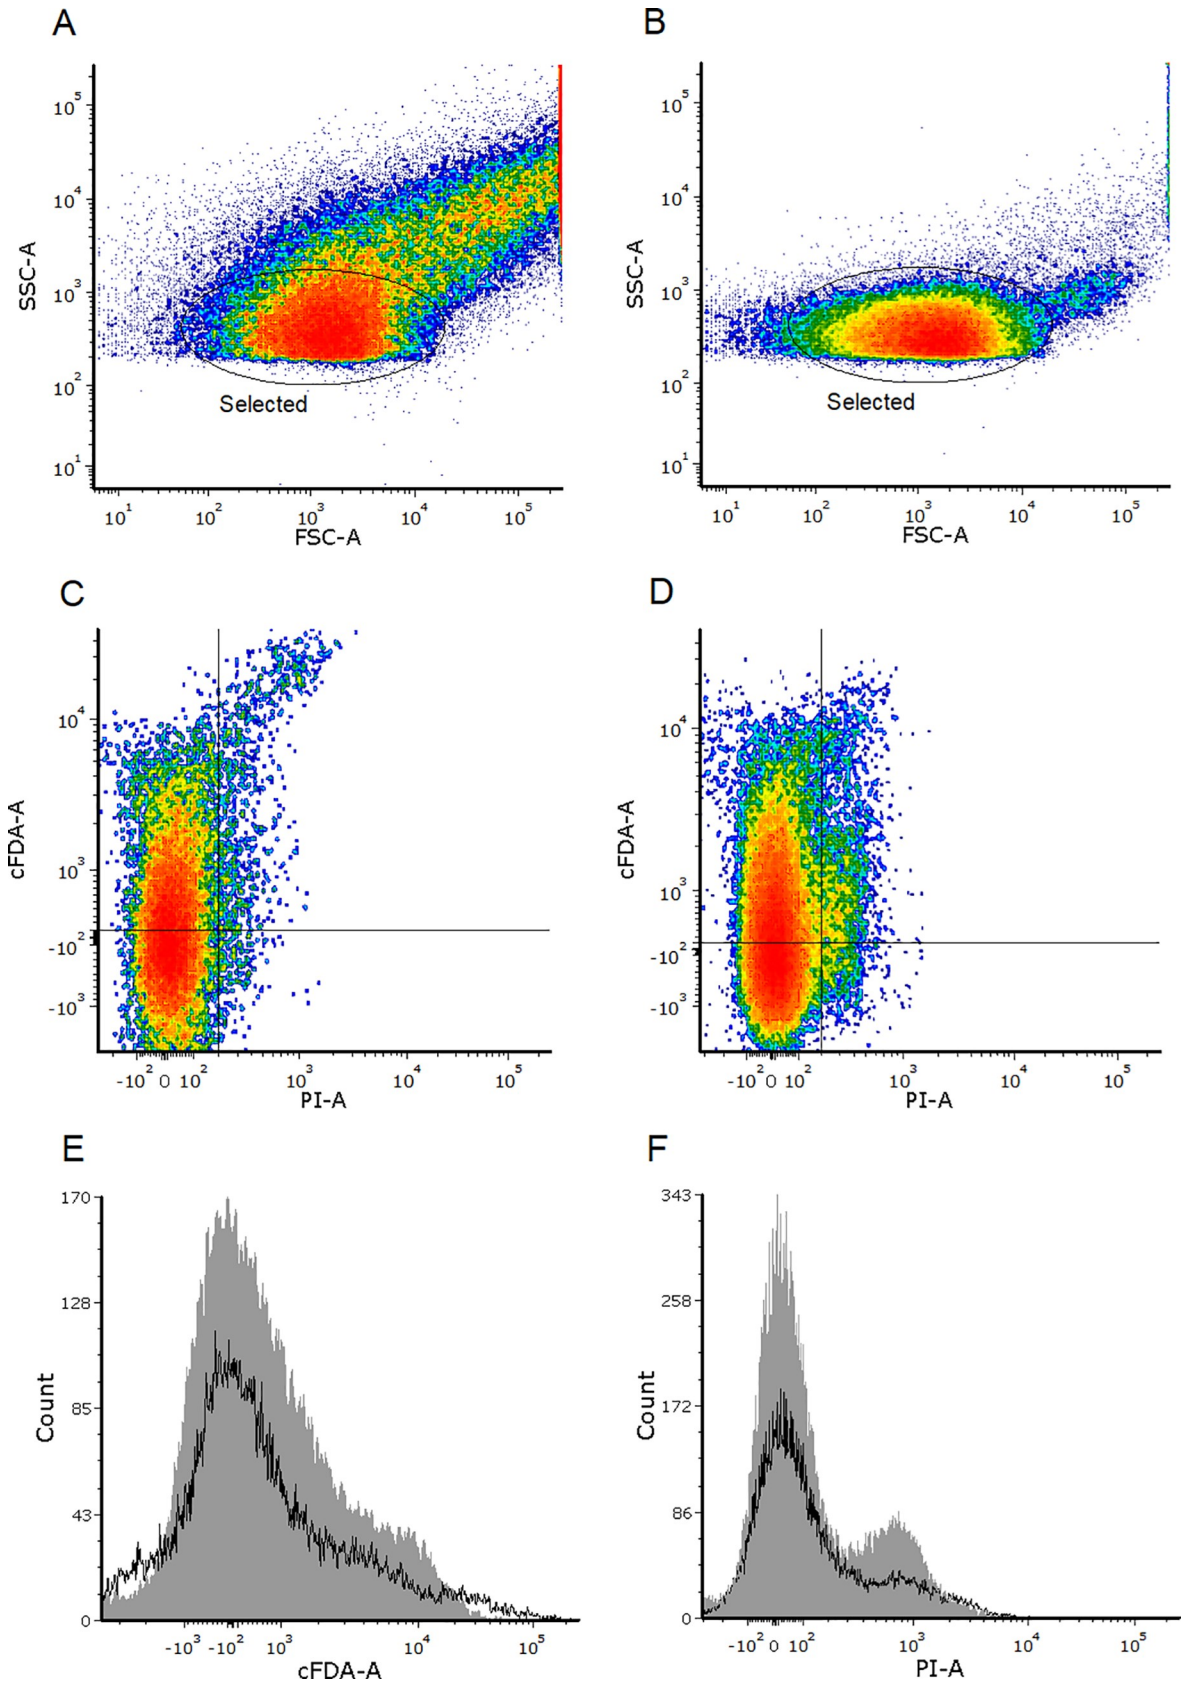 A
B
10^5
10^4
10^3
10^2
10^1
SSC-A
Selected
10^1 10^2 10^3 10^4 10^5
FSC-A
10^5
10^4
10^3
10^2
10^1
SSC-A
Selected
10^1 10^2 10^3 10^4 10^5
FSC-A
C
D
10^4
10^3
-10^2
-10^3
cFDA-A
-10^2 0 10^2 10^3 10^4 10^5
PI-A
10^4
10^3
-10^2
-10^3
cFDA-A
-10^2 0 10^2 10^3 10^4 10^5
PI-A
E
F
170
128
85
43
0
Count
-10^3 -10^2 10^3 10^4 10^5
cFDA-A
343
258
172
86
0
Count
-10^2 0 10^2 10^3 10^4 10^5
PI-A